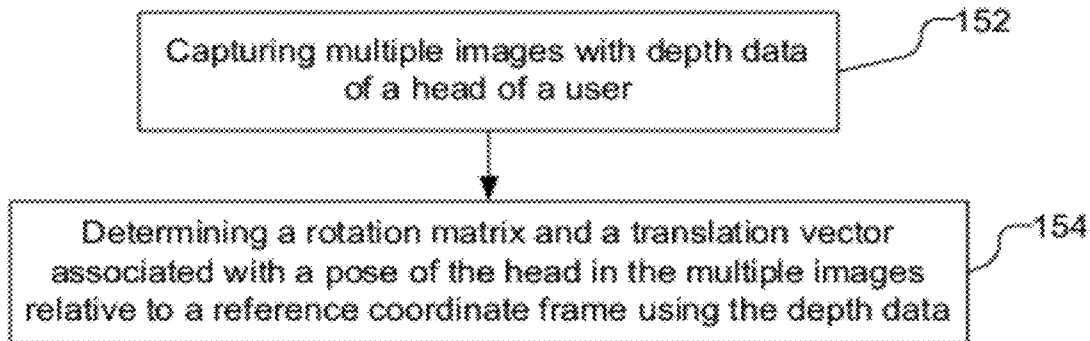 Capturing multiple images with depth data
of a head of a user
152
Determining a rotation matrix and a translation vector
associated with a pose of the head in the multiple images
relative to a reference coordinate frame using the depth data
154